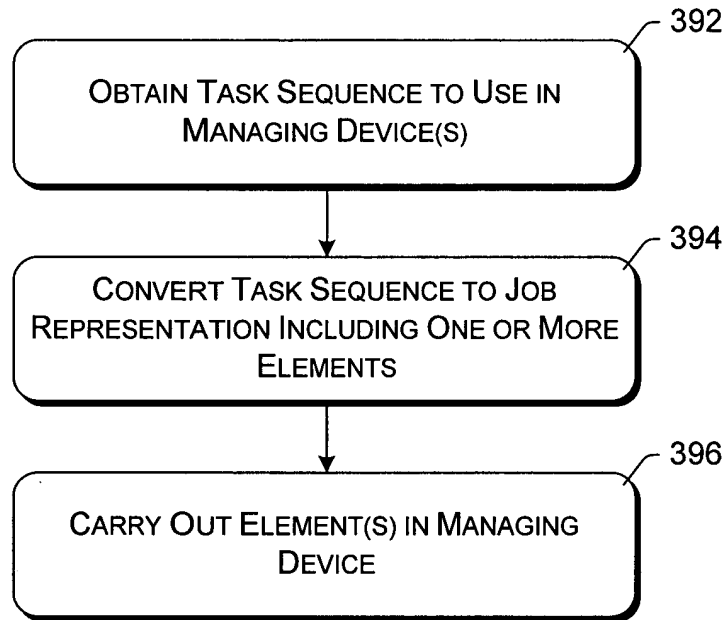 392
OBTAIN TASK SEQUENCE TO USE IN
MANAGING DEVICE(S)
394
CONVERT TASK SEQUENCE TO JOB
REPRESENTATION INCLUDING ONE OR MORE
ELEMENTS
396
CARRY OUT ELEMENT(S) IN MANAGING
DEVICE